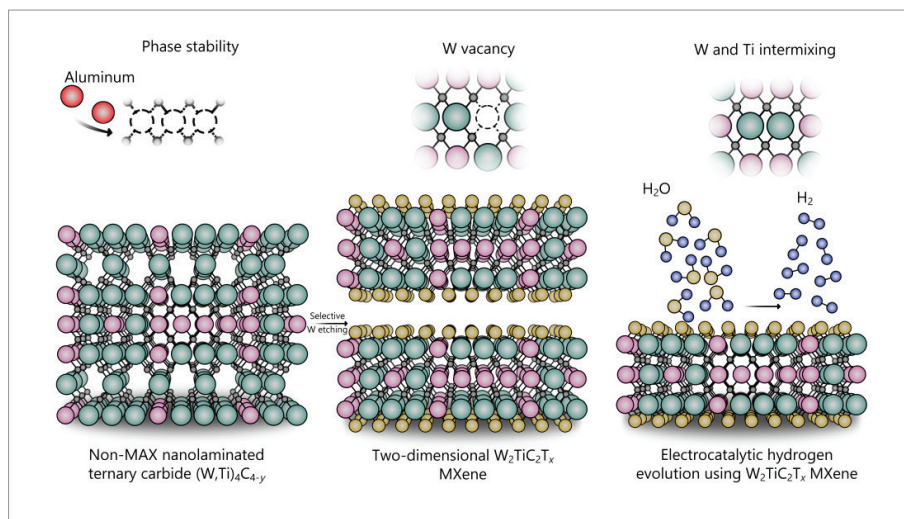 Phase stability
W vacancy
W and Ti intermixing
Aluminum
H₂O
H₂
Selective
W etching
Non-MAX nanolaminated
ternary carbide (W,Ti)₄C₄₋y
Two-dimensional W₂TiC₂Tₓ
MXene
Electrocatalytic hydrogen
evolution using W₂TiC₂Tₓ MXene